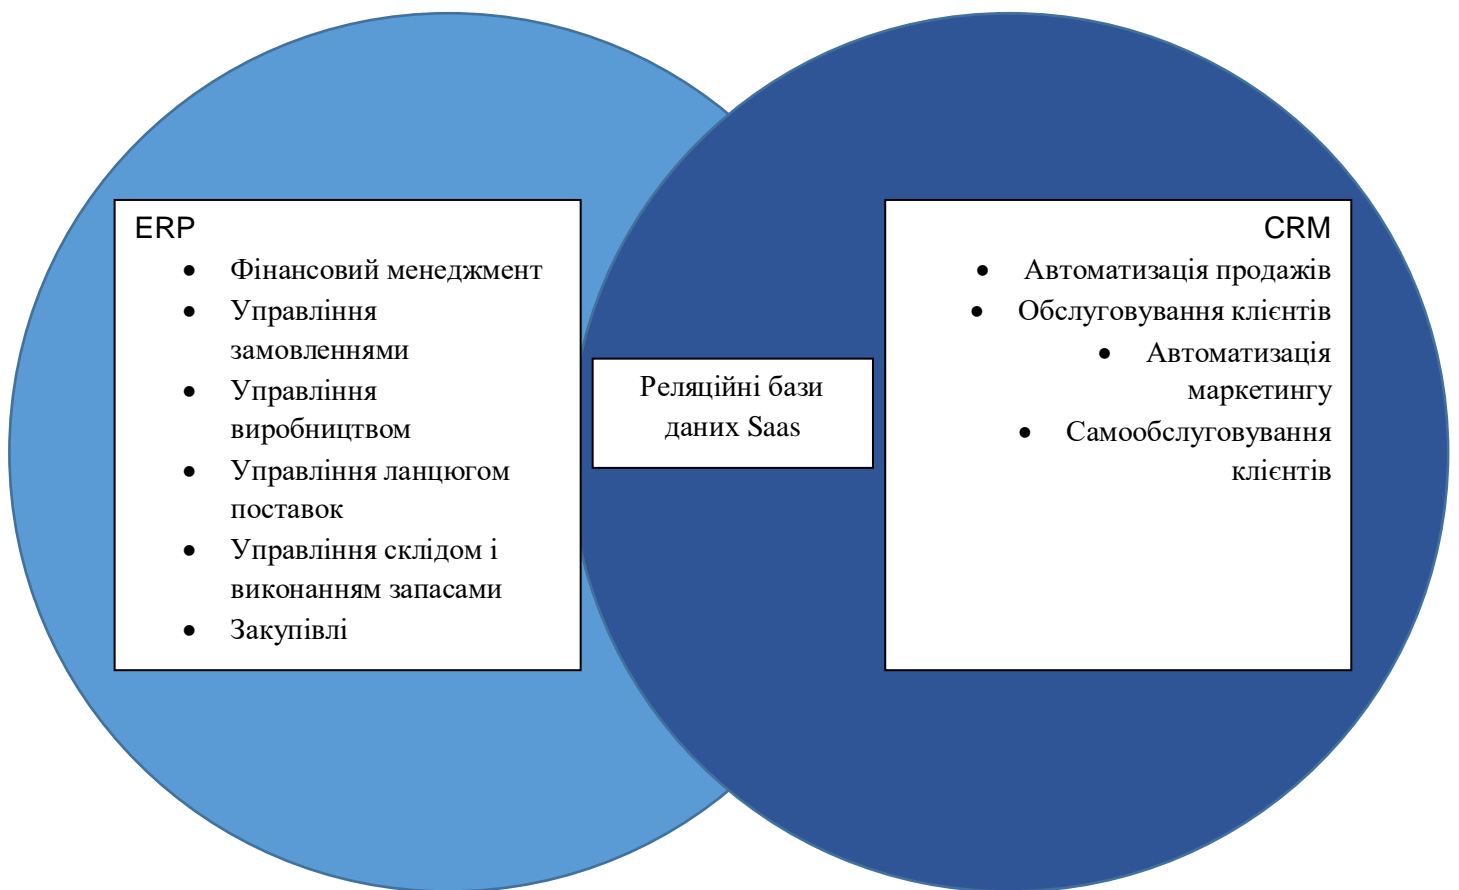 ERP
• Фінансовий менеджмент
• Управління
замовленнями
• Управління
виробництвом
• Управління ланцюгом
поставок
• Управління склідом і
виконанням запасами
• Закупівлі
Реляційні бази
даних Saas
CRM
• Автоматизація продажів
• Обслуговування клієнтів
• Автоматизація
маркетингу
• Самообслуговування
клієнтів